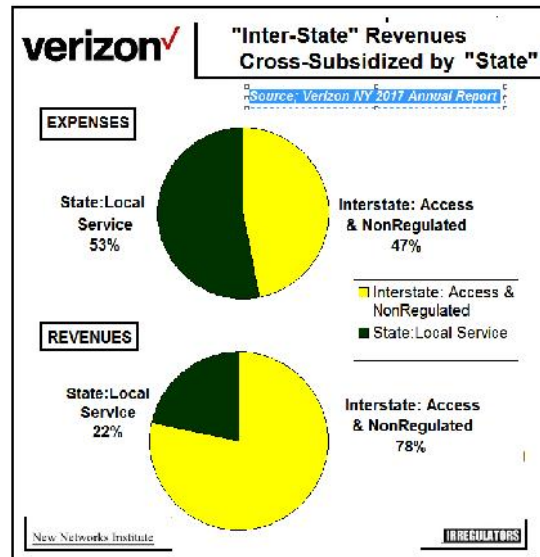 verizon
"Inter-State" Revenues
Cross-Subsidized by "State"
Source; Verizon NY 2017 Annual Report
EXPENSES
State:Local
Service
53%
Interstate: Access
& NonRegulated
47%
Interstate: Access &
NonRegulated
State:Local Service
REVENUES
State:Local
Service
22%
Interstate: Access
& NonRegulated
78%
New Networks Institute
IRREGULATORS